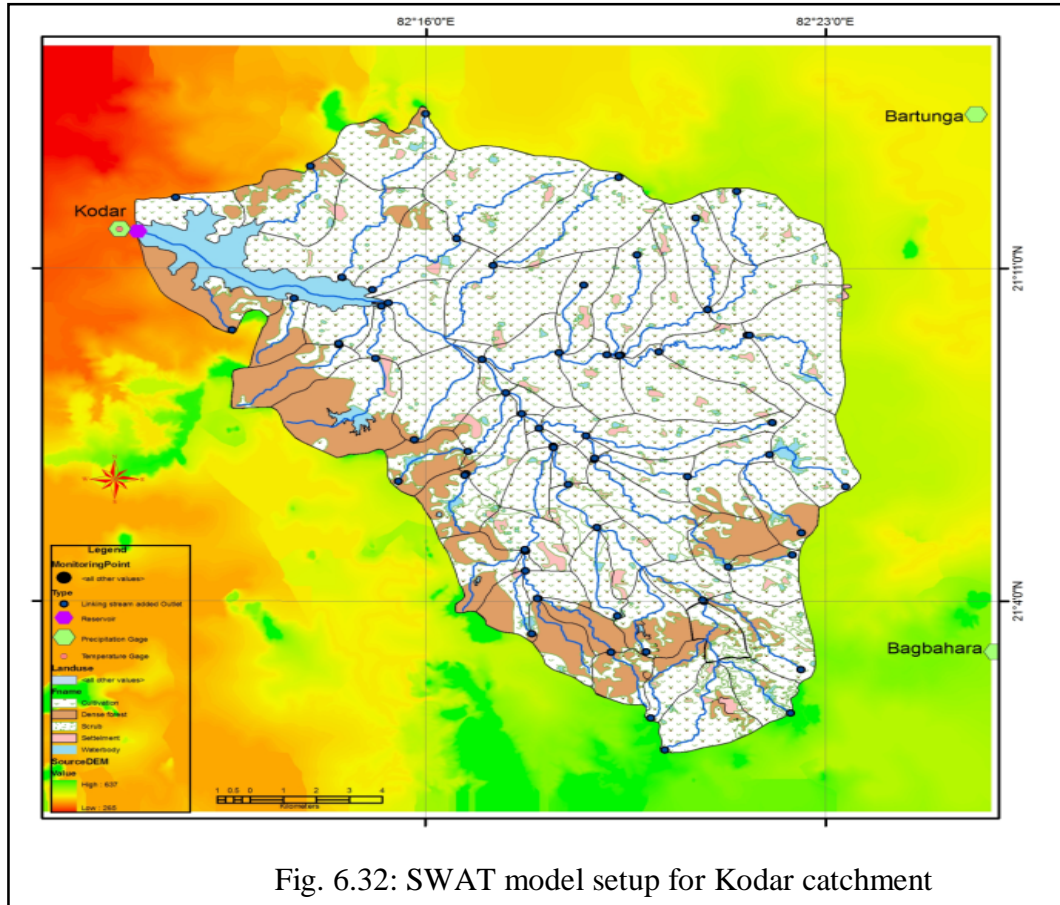 82°16'0"E
82°23'0"E
Bartunga
Kodar
21°11'0"N
21°4'0"N
Bagbahara
Legend
MonitoringPoint
<all other values>
Type
Linking stream added Outlet
Reservoir
Precipitation Gage
Temperature Gage
Landuse
<all other values>
Fname
Cultivation
Dense forest
Scrub
Settelment
Waterbody
SourceDEM
Value
High : 637
Low : 265
1 0.5 0 1 2 3 4
Kilometers
Fig. 6.32: SWAT model setup for Kodar catchment